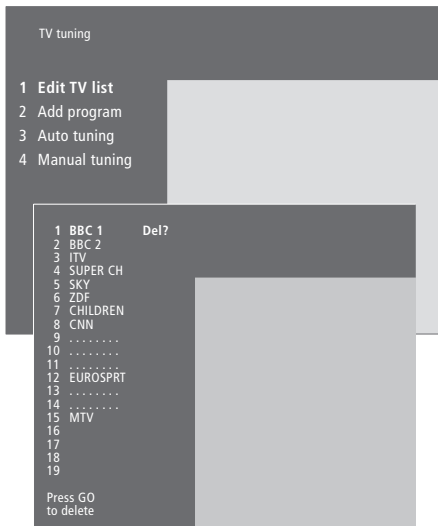 TV tuning
1 Edit TV list
2 Add program
3 Auto tuning
4 Manual tuning
1 BBC 1 Del?
2 BBC 2
3 ITV
4 SUPER CH
5 SKY
6 ZDF
7 CHILDREN
8 CNN
9 . . . . . . . .
10 . . . . . . . .
11 . . . . . . . .
12 EUROSPRT
13 . . . . . . . .
14 . . . . . . . .
15 MTV
16
17
18
19
Press GO
to delete